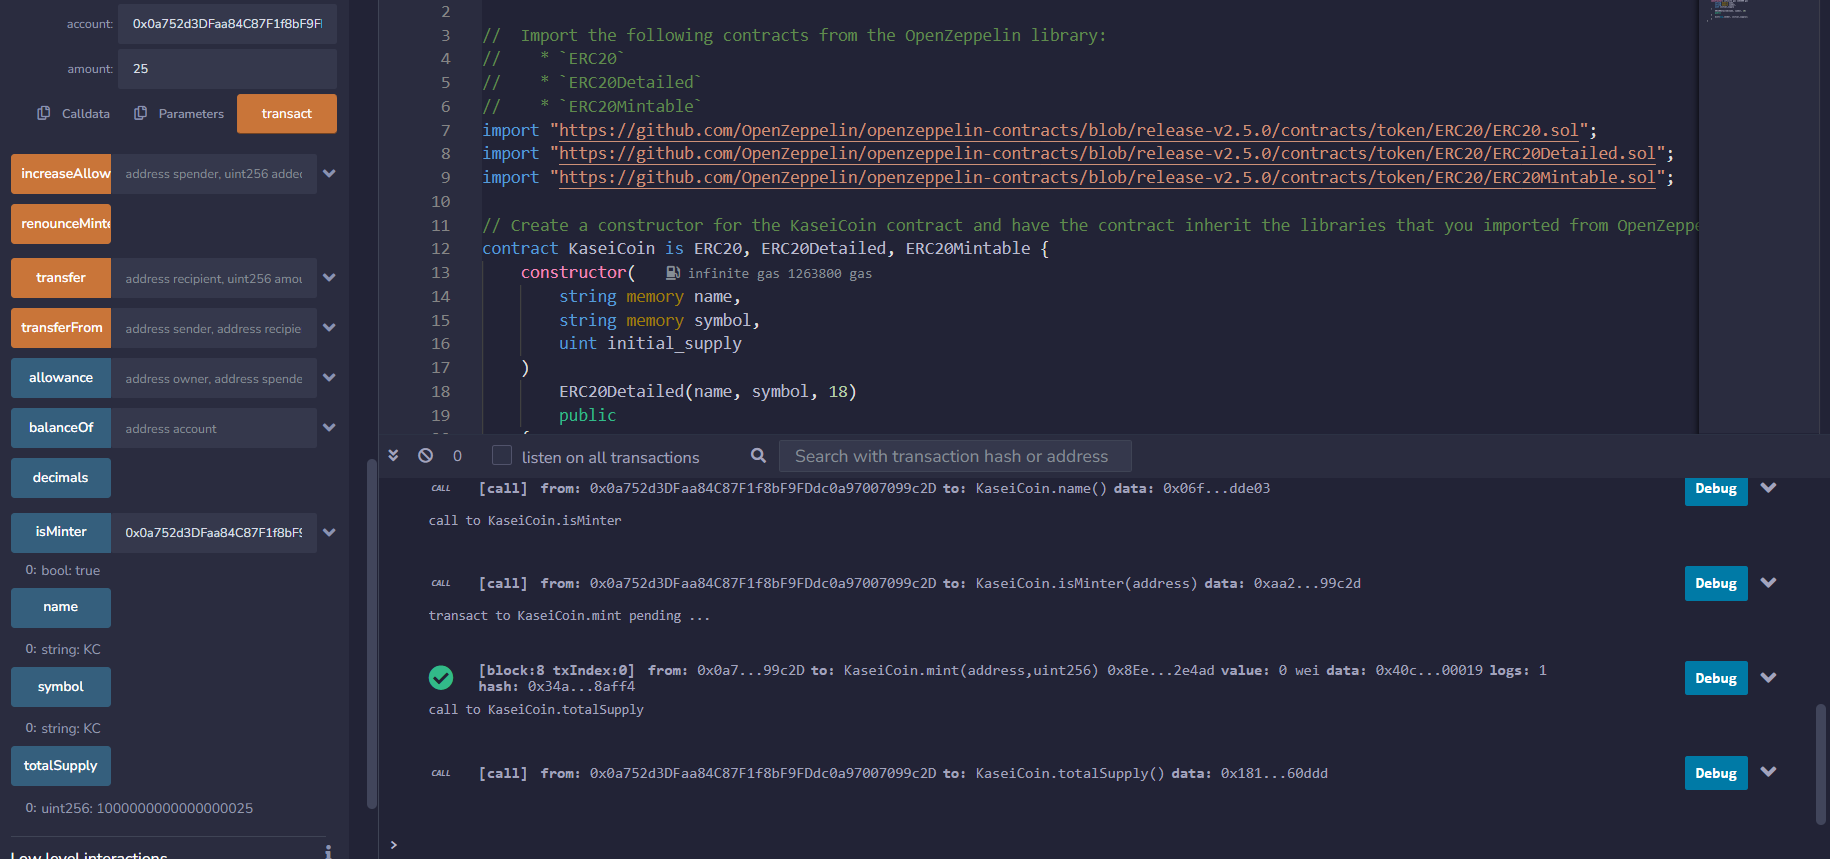 account: 0x0a752d3DFaa84C87F1f8bF9F
amount: 25
Calldata Parameters transact
increaseAllow address spender, uint256 added
renounceMinte
transfer address recipient, uint256 amou
transferFrom address sender, address recipie
allowance address owner, address spende
balanceOf address account
decimals
isMinter 0x0a752d3DFaa84C87F1f8bF9
0: bool: true
name
0: string: KC
symbol
0: string: KC
totalSupply
0: uint256: 1000000000000000025
Low level interactions
2
3 // Import the following contracts from the OpenZeppelin library:
4 // * `ERC20`
5 // * `ERC20Detailed`
6 // * `ERC20Mintable`
7 import "https://github.com/OpenZeppelin/openzeppelin-contracts/blob/release-v2.5.0/contracts/token/ERC20/ERC20.sol";
8 import "https://github.com/OpenZeppelin/openzeppelin-contracts/blob/release-v2.5.0/contracts/token/ERC20/ERC20Detailed.sol";
9 import "https://github.com/OpenZeppelin/openzeppelin-contracts/blob/release-v2.5.0/contracts/token/ERC20/ERC20Mintable.sol";
10
11 // Create a constructor for the KaseiCoin contract and have the contract inherit the libraries that you imported from OpenZeppe
12 contract KaseiCoin is ERC20, ERC20Detailed, ERC20Mintable {
13 constructor( infinite gas 1263800 gas
14 string memory name,
15 string memory symbol,
16 uint initial_supply
17 )
18 ERC20Detailed(name, symbol, 18)
19 public
0 listen on all transactions Search with transaction hash or address
CALL [call] from: 0x0a752d3DFaa84C87F1f8bF9FDdc0a97007099c2D to: KaseiCoin.name() data: 0x06f...dde03 Debug
call to KaseiCoin.isMinter
CALL [call] from: 0x0a752d3DFaa84C87F1f8bF9FDdc0a97007099c2D to: KaseiCoin.isMinter(address) data: 0xaa2...99c2d Debug
transact to KaseiCoin.mint pending ...
[block:8 txIndex:0] from: 0x0a7...99c2D to: KaseiCoin.mint(address,uint256) 0x8Ee...2e4ad value: 0 wei data: 0x40c...00019 logs: 1 Debug
hash: 0x34a...8aff4
call to KaseiCoin.totalSupply
CALL [call] from: 0x0a752d3DFaa84C87F1f8bF9FDdc0a97007099c2D to: KaseiCoin.totalSupply() data: 0x181...60ddd Debug
>